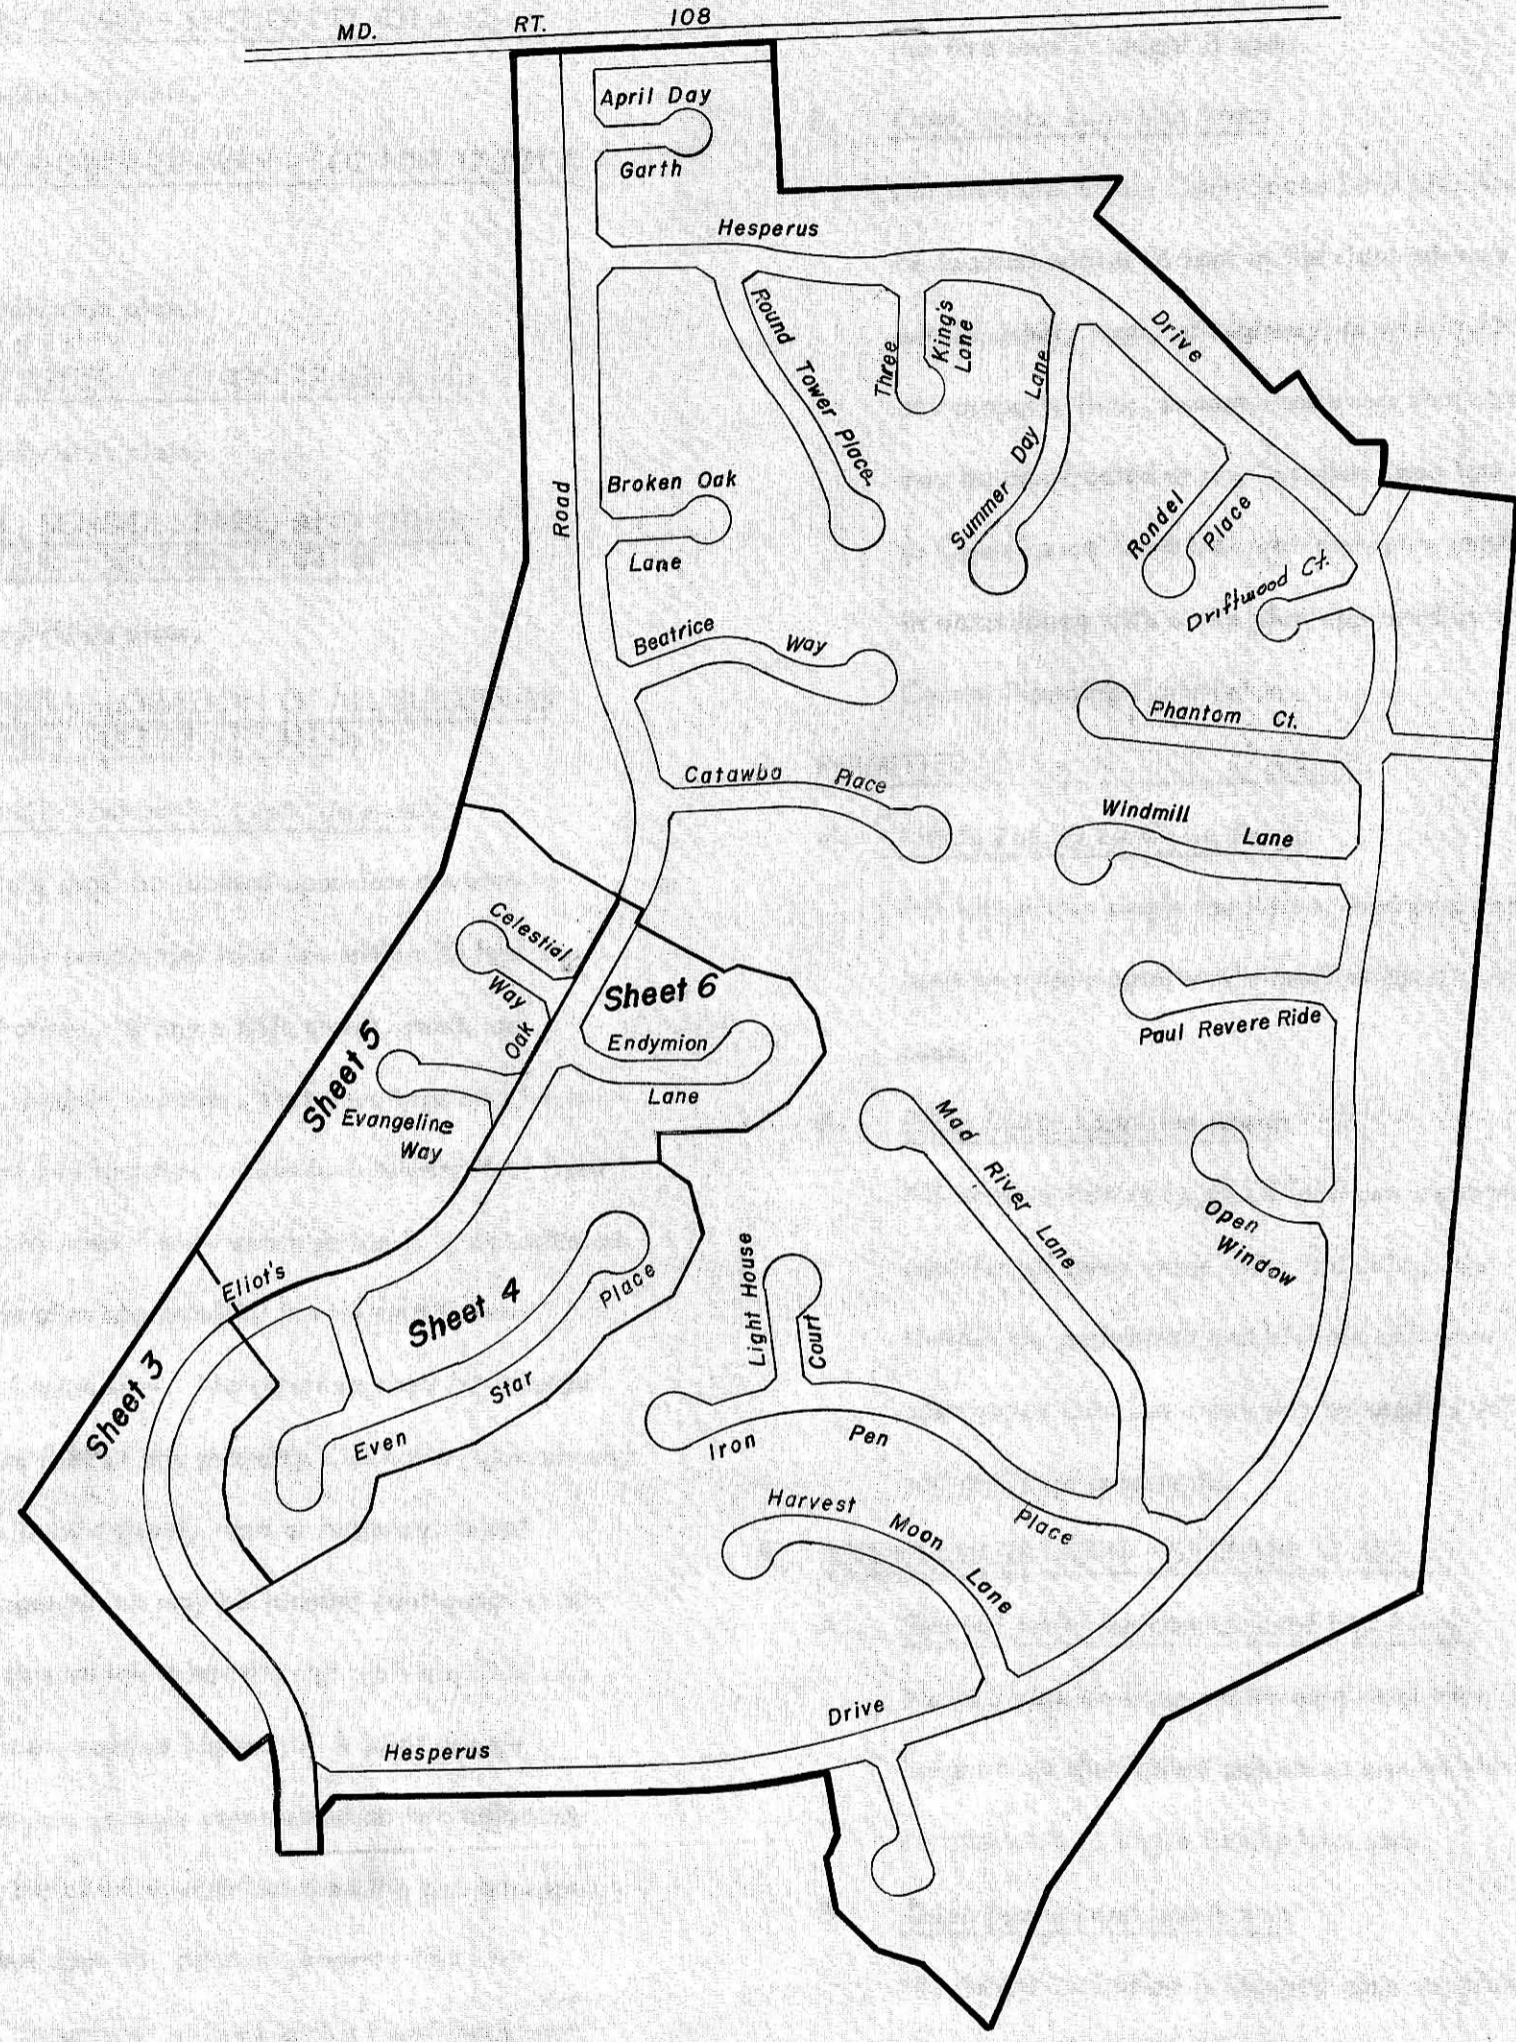 MD. RT. 108
April Day
Garth
Hesperus
Drive
Round Tower Place
Three
King's
Lane
Summer Day Lane
Rondel
Place
Driftwood Ct.
Road
Broken Oak
Lane
Beatrice Way
Phantom Ct.
Catawba Place
Windmill Lane
Celestial
Way
Sheet 6
Oak
Endymion
Lane
Sheet 5
Evangeline
Way
Paul Revere Ride
Mad River Lane
Open
Window
Eliot's
Sheet 4
Place
Light House
Court
Sheet 3
Star
Even
Iron Pen Place
Harvest Moon Lane
Drive
Hesperus